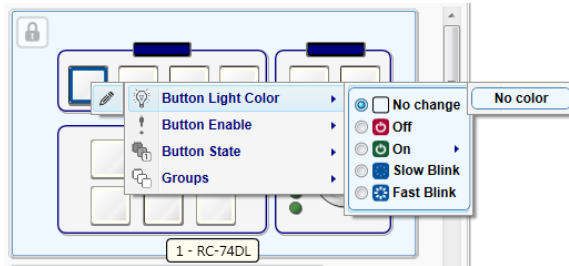 Button Light Color
Button Enable
Button State
1
Groups
No change
Off
On
Slow Blink
Fast Blink
No color
1 - RC-74DL